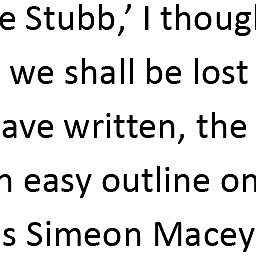 e Stubb,’ I though
we shall be lost
ave written, the
n easy outline on
s Simeon Macey